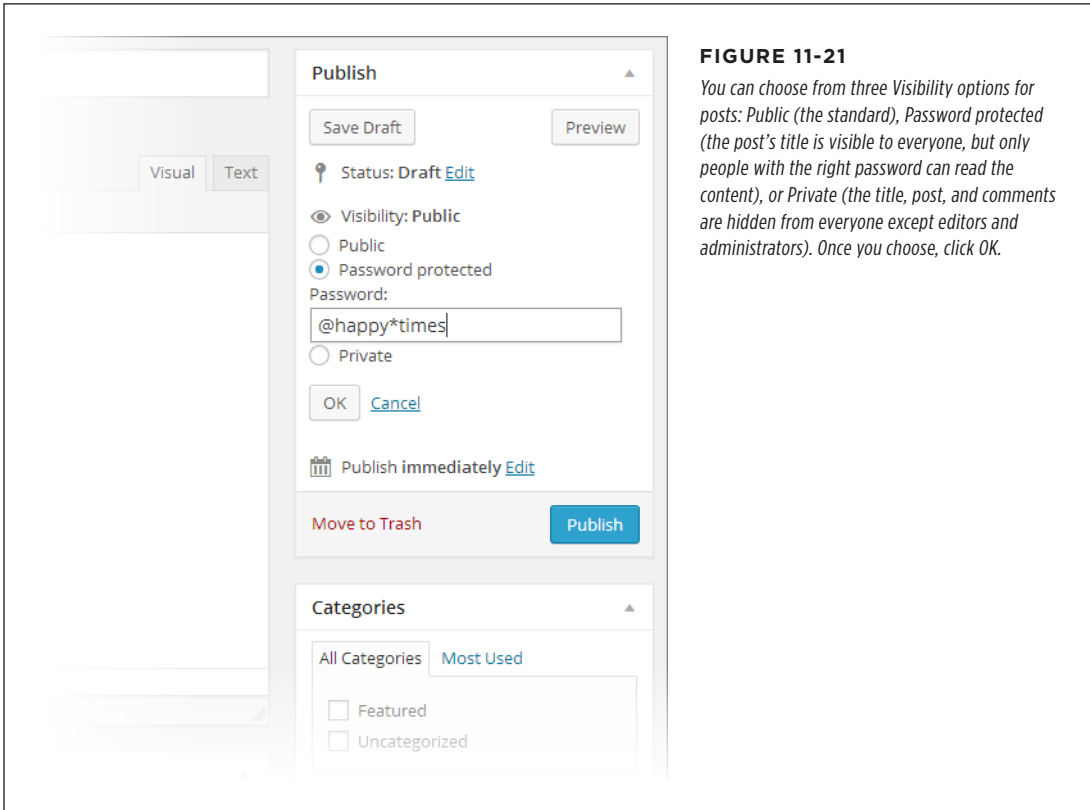 Publish
Save Draft
Preview
Visual
Text
Status: Draft Edit
Visibility: Public
Public
Password protected
Password:
@happy*times
Private
OK
Cancel
Publish immediately Edit
Move to Trash
Publish
Categories
All Categories
Most Used
Featured
Uncategorized
FIGURE 11-21
You can choose from three Visibility options for
posts: Public (the standard), Password protected
(the post’s title is visible to everyone, but only
people with the right password can read the
content), or Private (the title, post, and comments
are hidden from everyone except editors and
administrators). Once you choose, click OK.